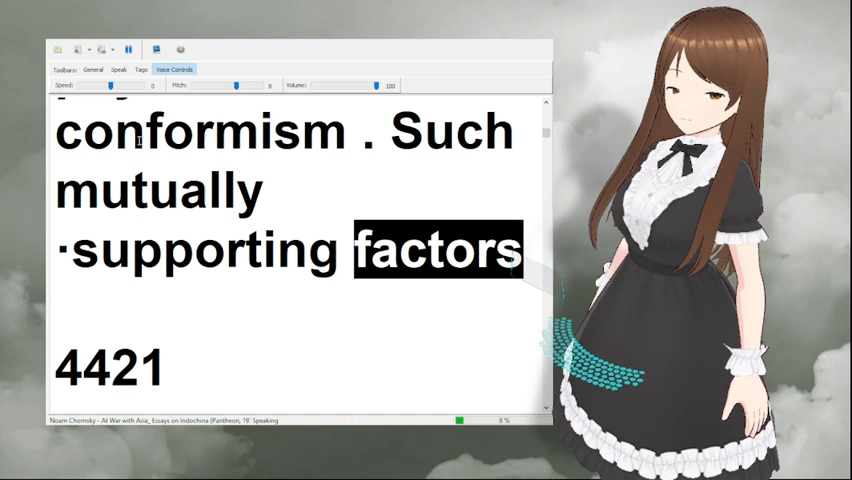 Toolbars: General Speak Tags Voice Controls
Speed: 0 Pitch: 8 Volume: 100
conformism . Such
mutually
·supporting factors
4421
Noam Chomsky - At War with Asia_ Essays on Indochina (Pantheon, 19 Speaking 8 %